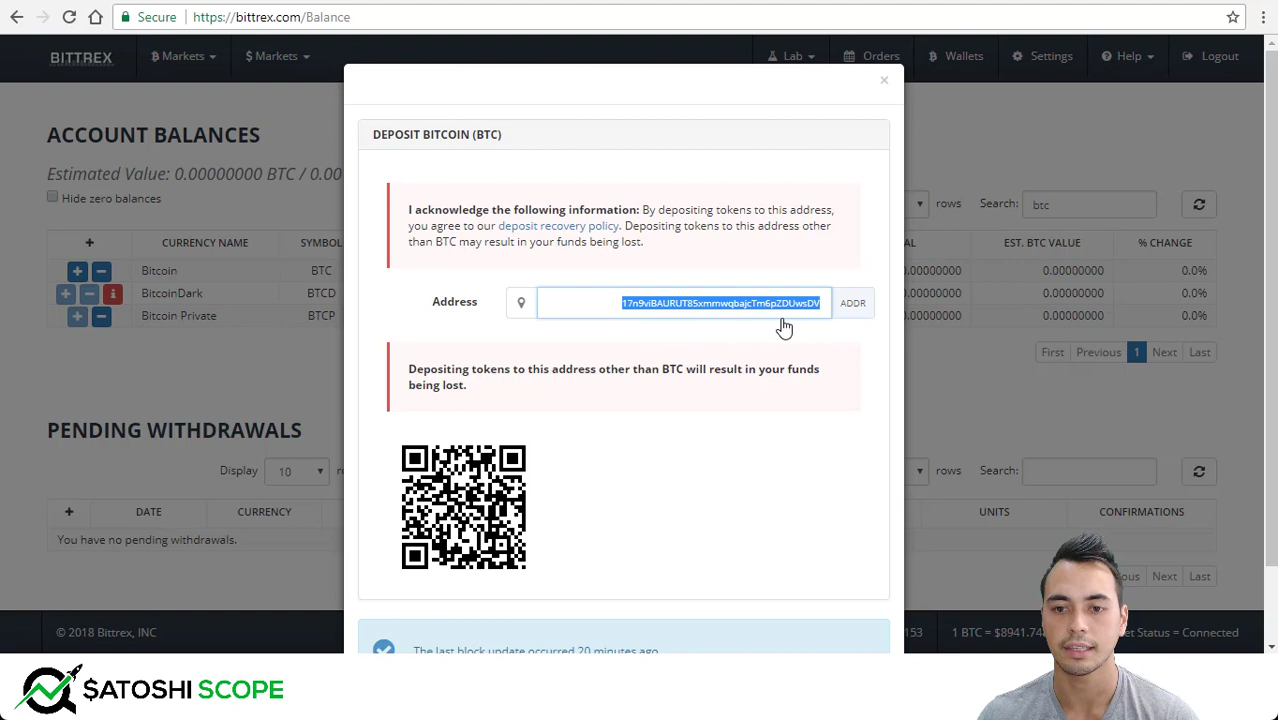 Secure https://bittrex.com/Balance
BITTREX Markets $ Markets Lab Orders Wallets Settings Help Logout
ACCOUNT BALANCES
Estimated Value: 0.00000000 BTC / 0.00
Hide zero balances
rows Search: btc
CURRENCY NAME SYMBOL EST. BTC VALUE % CHANGE
Bitcoin BTC 0.00000000 0.0%
BitcoinDark BTCD 0.00000000 0.0%
Bitcoin Private BTCP 0.00000000 0.0%
First Previous 1 Next Last
DEPOSIT BITCOIN (BTC)
I acknowledge the following information: By depositing tokens to this address,
you agree to our deposit recovery policy. Depositing tokens to this address other
than BTC may result in your funds being lost.
Address 17n9viBAURUT85xmmwqbajcTm6pZDUwsDV ADDR
Depositing tokens to this address other than BTC will result in your funds
being lost.
The last block update occurred 20 minutes ago
PENDING WITHDRAWALS
Display 10 rows Search:
DATE CURRENCY UNITS CONFIRMATIONS
You have no pending withdrawals.
Next Last
© 2018 Bittrex, INC 153 1 BTC = $8941.74 Status = Connected
$ATOSHI SCOPE